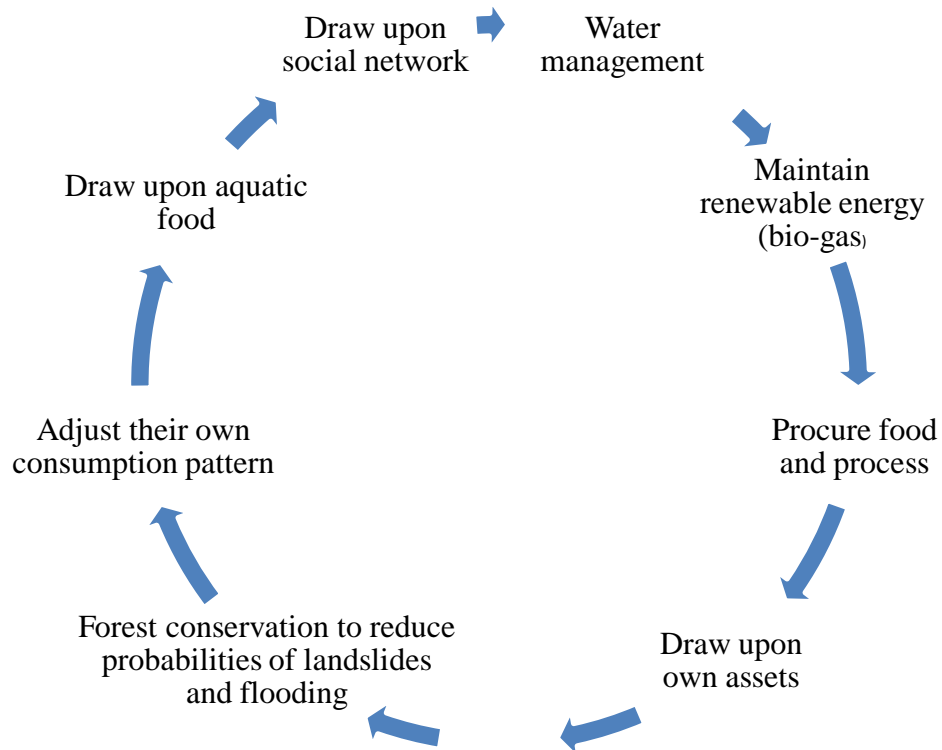 Draw upon
social network
Water
management
Maintain
renewable energy
(bio-gas)
Procure food
and process
Draw upon
own assets
Forest conservation to reduce
probabilities of landslides
and flooding
Adjust their own
consumption pattern
Draw upon aquatic
food